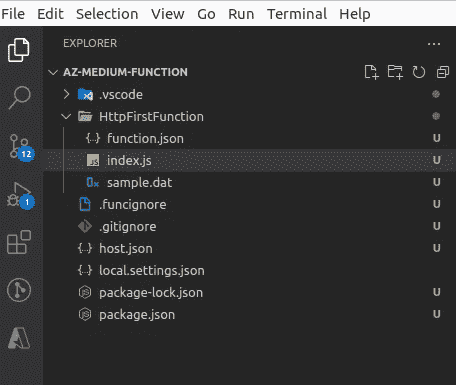 File Edit Selection View Go Run Terminal Help
EXPLORER
AZ-MEDIUM-FUNCTION
.vscode
HttpFirstFunction
function.json U
JS index.js U
sample.dat U
.funcignore U
.gitignore U
host.json U
local.settings.json
package-lock.json U
package.json U
12
1